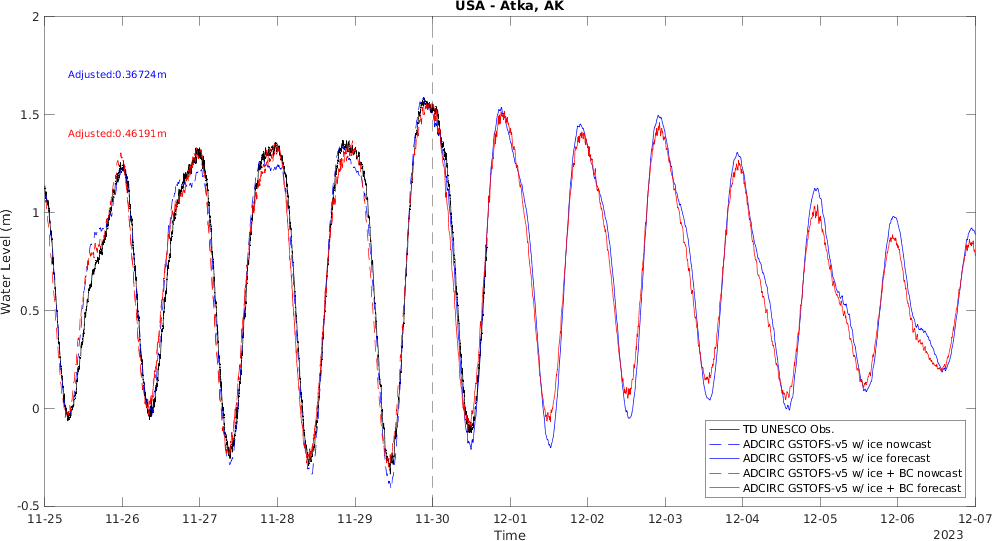 USA - Atka, AK
2
1.5
1
0.5
0
-0.5
Water Level (m)
Adjusted:0.36724m
Adjusted:0.46191m
TD UNESCO Obs.
ADCIRC GSTOFS-v5 w/ ice nowcast
ADCIRC GSTOFS-v5 w/ ice forecast
ADCIRC GSTOFS-v5 w/ ice + BC nowcast
ADCIRC GSTOFS-v5 w/ ice + BC forecast
11-25 11-26 11-27 11-28 11-29 11-30 12-01 12-02 12-03 12-04 12-05 12-06 12-07
Time
2023